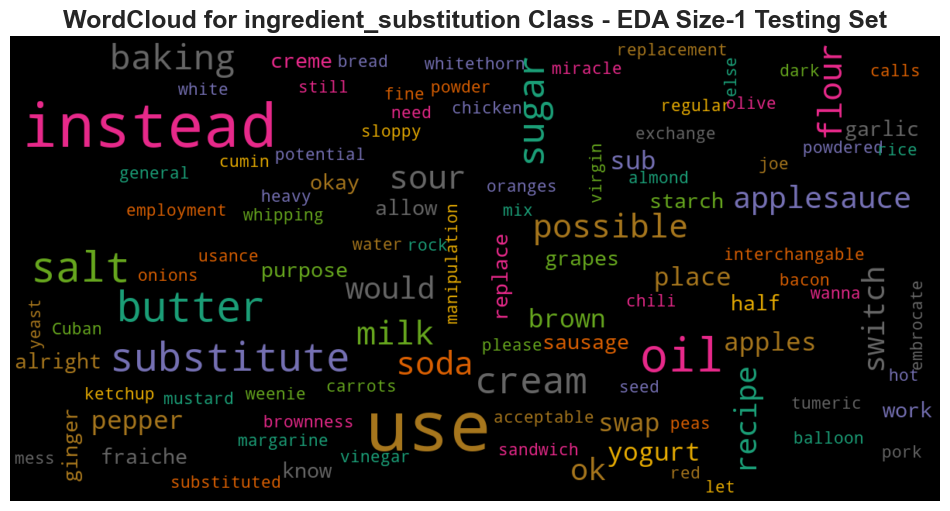 WordCloud for ingredient_substitution Class - EDA Size-1 Testing Set
baking
creme
bread
whitethorn
replacement
miracle
else
dark
calls
flour
white
still
fine
powder
need
chicken
sugar
regular
olive
instead
sloppy
exchange
garlic
general
cumin
potential
sour
sub
virgin
almond
joe
powdered
rice
heavy
okay
oranges
starch
applesauce
employment
whipping
allow
mix
possible
manipulation
water
rock
usance
salt
onions
purpose
replace
grapes
interchangable
place
bacon
wanna
would
chili
half
switch
embrocate
butter
yeast
Cuban
milk
brown
please
sausage
oil
apples
alright
substitute
soda
cream
seed
hot
ketchup
mustard
weenie
carrots
recipe
tumeric
work
pepper
brownness
use
acceptable
swap
peas
ginger
margarine
balloon
mess
fraiche
know
vinegar
sandwich
yogurt
pork
substituted
ok
red
let